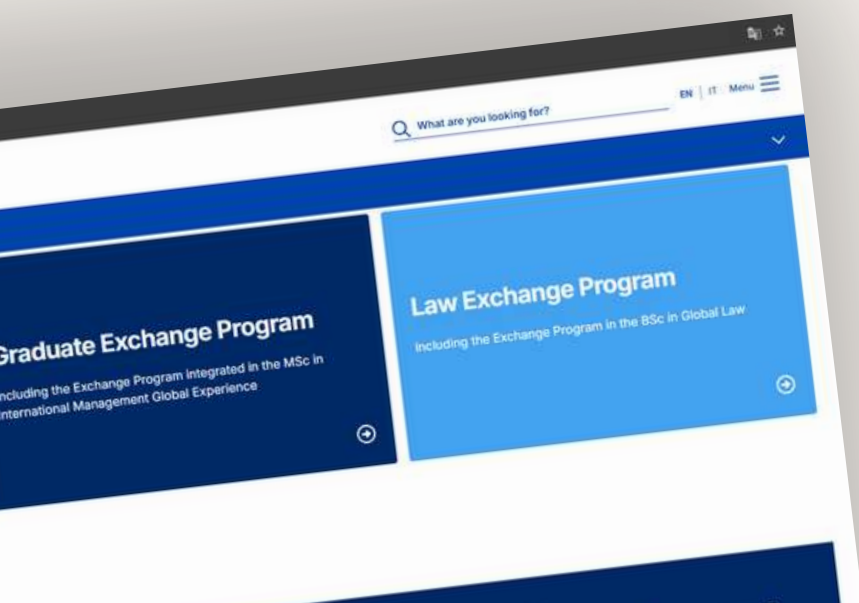 What are you looking for?
EN | IT Menu
Graduate Exchange Program
Including the Exchange Program integrated in the MSc in
International Management Global Experience
Law Exchange Program
Including the Exchange Program in the BSc in Global Law